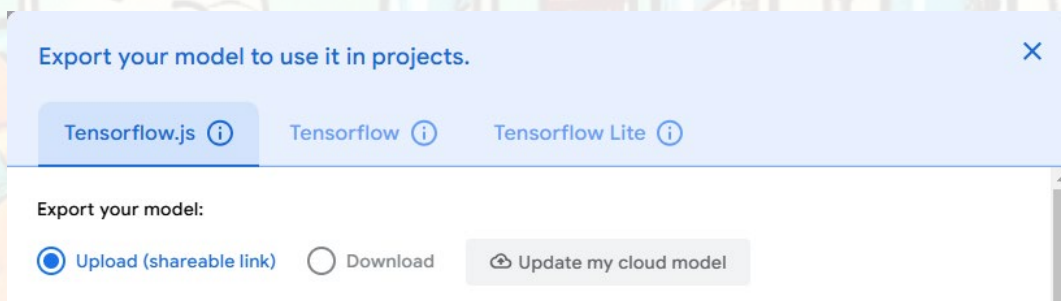 Export your model to use it in projects.
Tensorflow.js Tensorflow Tensorflow Lite
Export your model:
Upload (shareable link) Download Update my cloud model